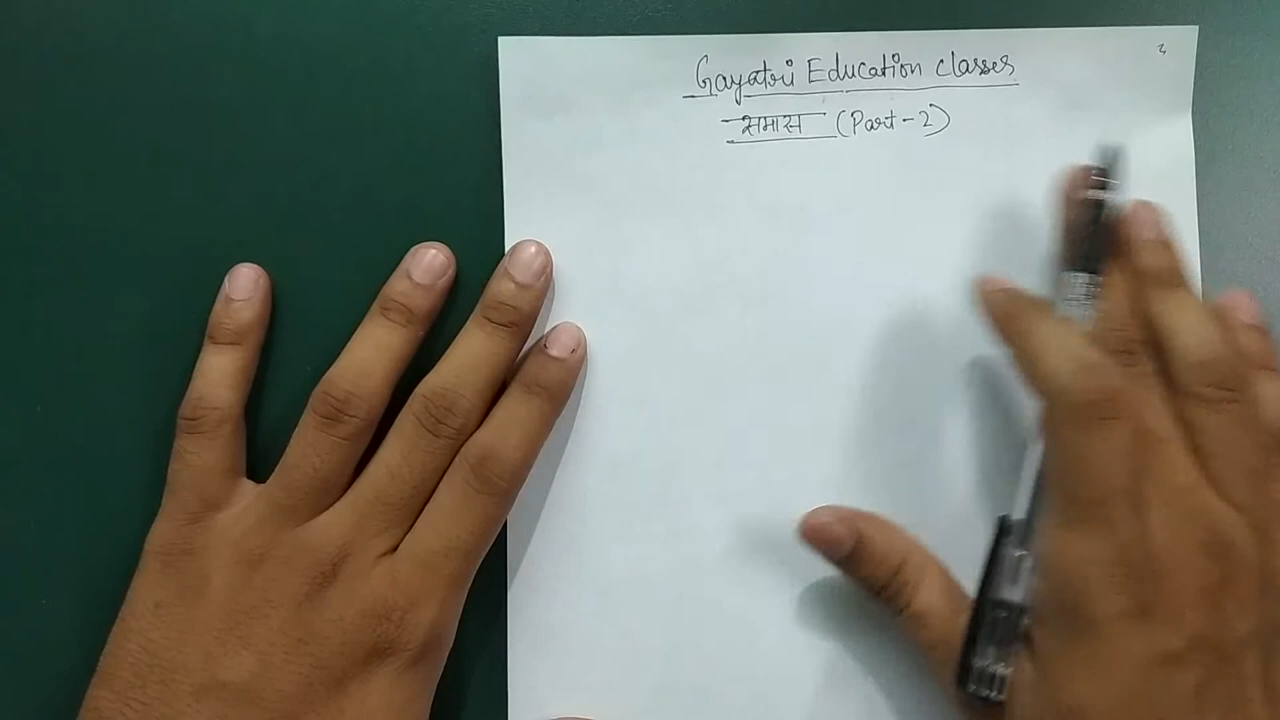 Gayatri Education classes
समास (Part-2)